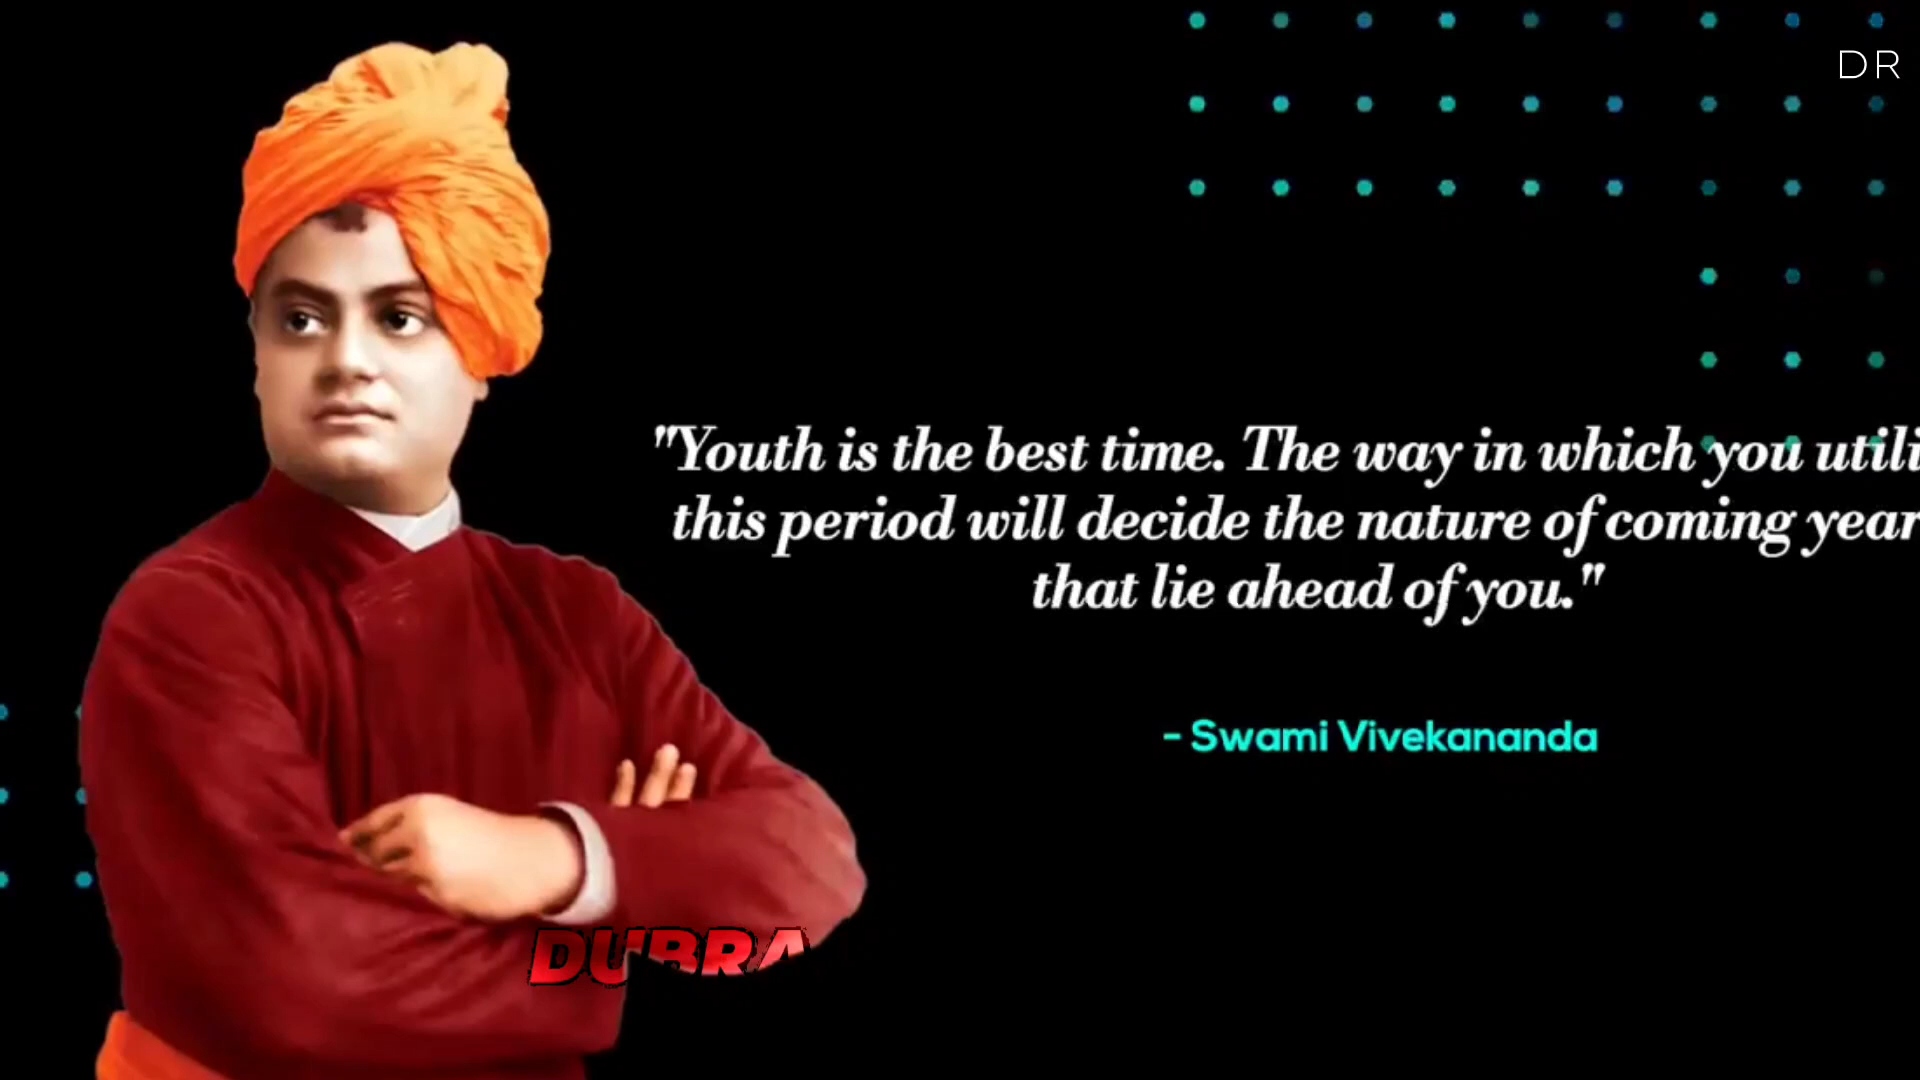 DR
"Youth is the best time. The way in which you utili
this period will decide the nature of coming year
that lie ahead of you."
- Swami Vivekananda
DUBRA